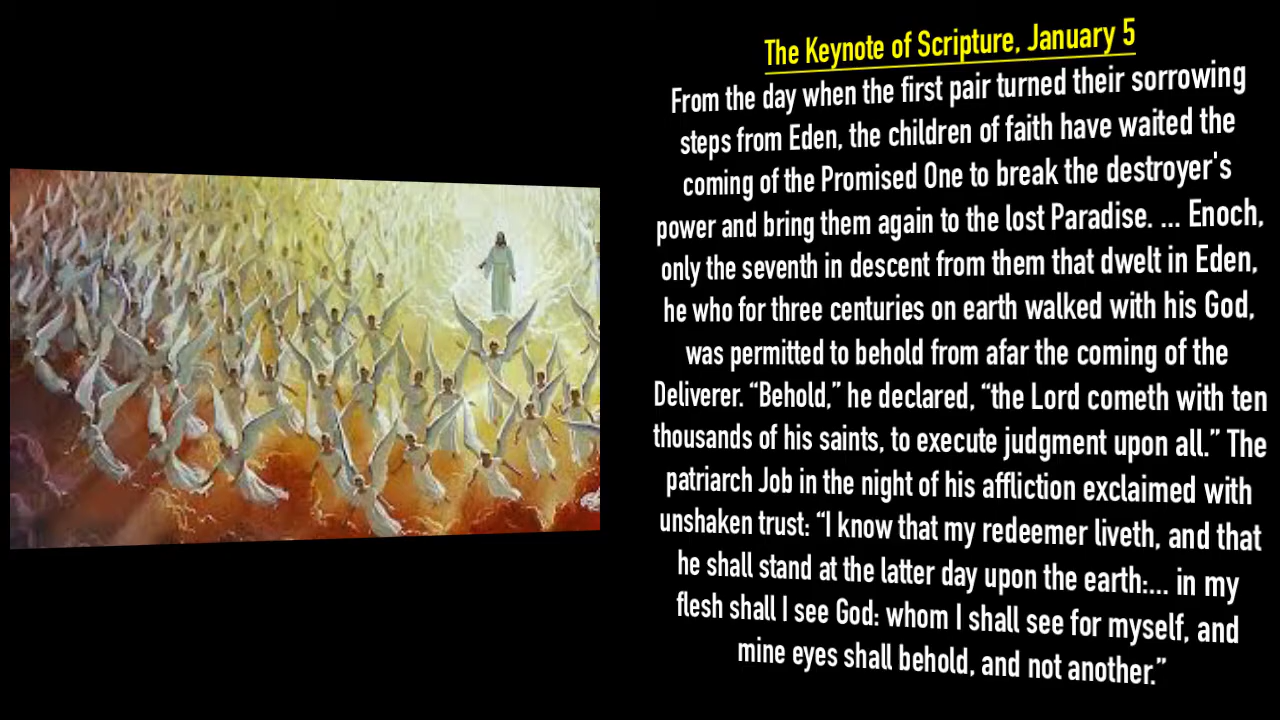 The Keynote of Scripture, January 5
From the day when the first pair turned their sorrowing
steps from Eden, the children of faith have waited the
coming of the Promised One to break the destroyer's
power and bring them again to the lost Paradise. ... Enoch,
only the seventh in descent from them that dwelt in Eden,
he who for three centuries on earth walked with his God,
was permitted to behold from afar the coming of the
Deliverer. “Behold,” he declared, “the Lord cometh with ten
thousands of his saints, to execute judgment upon all.” The
patriarch Job in the night of his affliction exclaimed with
unshaken trust: “I know that my redeemer liveth, and that
he shall stand at the latter day upon the earth:... in my
flesh shall I see God: whom I shall see for myself, and
mine eyes shall behold, and not another.”